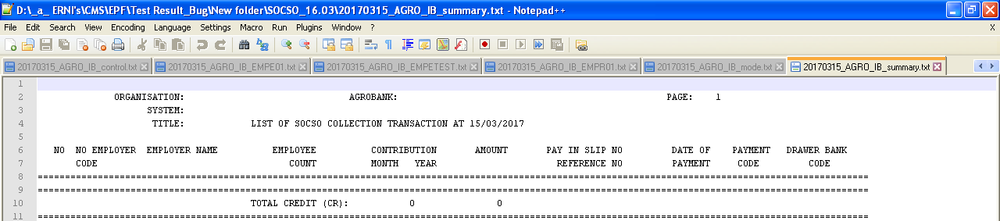 D:\_a_ ERNI's\CMS\EPF\Test Result_Bug\New folder\SOCSO_16.03\20170315_AGRO_IB_summary.txt - Notepad++
File Edit Search View Encoding Language Settings Macro Run Plugins Window ? X
20170315_AGRO_IB_control.txt 20170315_AGRO_IB_EMPE01.txt 20170315_AGRO_IB_EMPETEST.txt 20170315_AGRO_IB_EMPR01.txt 20170315_AGRO_IB_mode.txt 20170315_AGRO_IB_summary.txt
1
2 ORGANISATION: AGROBANK: PAGE: 1
3 SYSTEM:
4 TITLE: LIST OF SOCSO COLLECTION TRANSACTION AT 15/03/2017
5
6 NO NO EMPLOYER EMPLOYER NAME EMPLOYEE CONTRIBUTION AMOUNT PAY IN SLIP NO DATE OF PAYMENT DRAWER BANK
7 CODE COUNT MONTH YEAR REFERENCE NO PAYMENT CODE CODE
8 ========================================================================================================================================================
9 ========================================================================================================================================================
10 TOTAL CREDIT (CR): 0 0
11 ========================================================================================================================================================